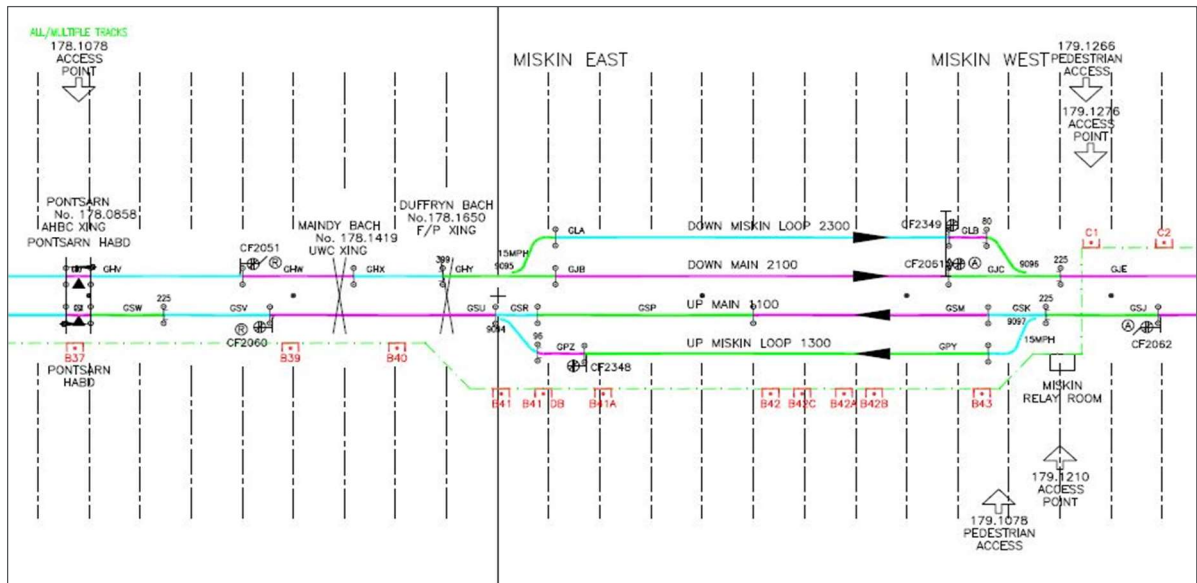 ALL/MULTIPLE TRACKS
178.1078
ACCESS
POINT
MISKIN EAST
MISKIN WEST
179.1266
PEDESTRIAN
ACCESS
179.1276
ACCESS
POINT
PONTSARN
No. 178.0858
AHBC XING
PONTSARN HABD
CF2051
R
MAINDY BACH
No. 178.1419
UWC XING
DUFFRYN BACH
No.178.1650
F/P XING
399
15MPH
9095
GLA
DOWN MISKIN LOOP 2300
CF2349
GLB
80
C1
C2
GHV
GHW
GHX
GHY
GJB
DOWN MAIN 2100
CF2061
A
GJC
9096
225
GJE
GSW
225
GSV
GSU
9094
GSR
GSP
UP MAIN 1100
GSM
GSK
9097
225
GSJ
15MPH
R
CF2060
A
CF2062
B37
PONTSARN
HABD
B39
B40
96
GPZ
CF2348
UP MISKIN LOOP 1300
GPY
MISKIN
RELAY ROOM
B41
B41 DB
B41A
B42
B42C
B42A
B42B
B43
179.1210
ACCESS
POINT
179.1078
PEDESTRIAN
ACCESS